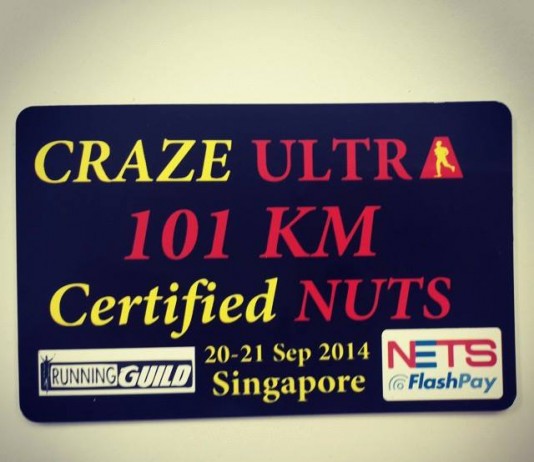 CRAZE ULTRA
101 KM
Certified NUTS
20-21 Sep 2014
Singapore
RUNNING GUILD
NETS
FlashPay